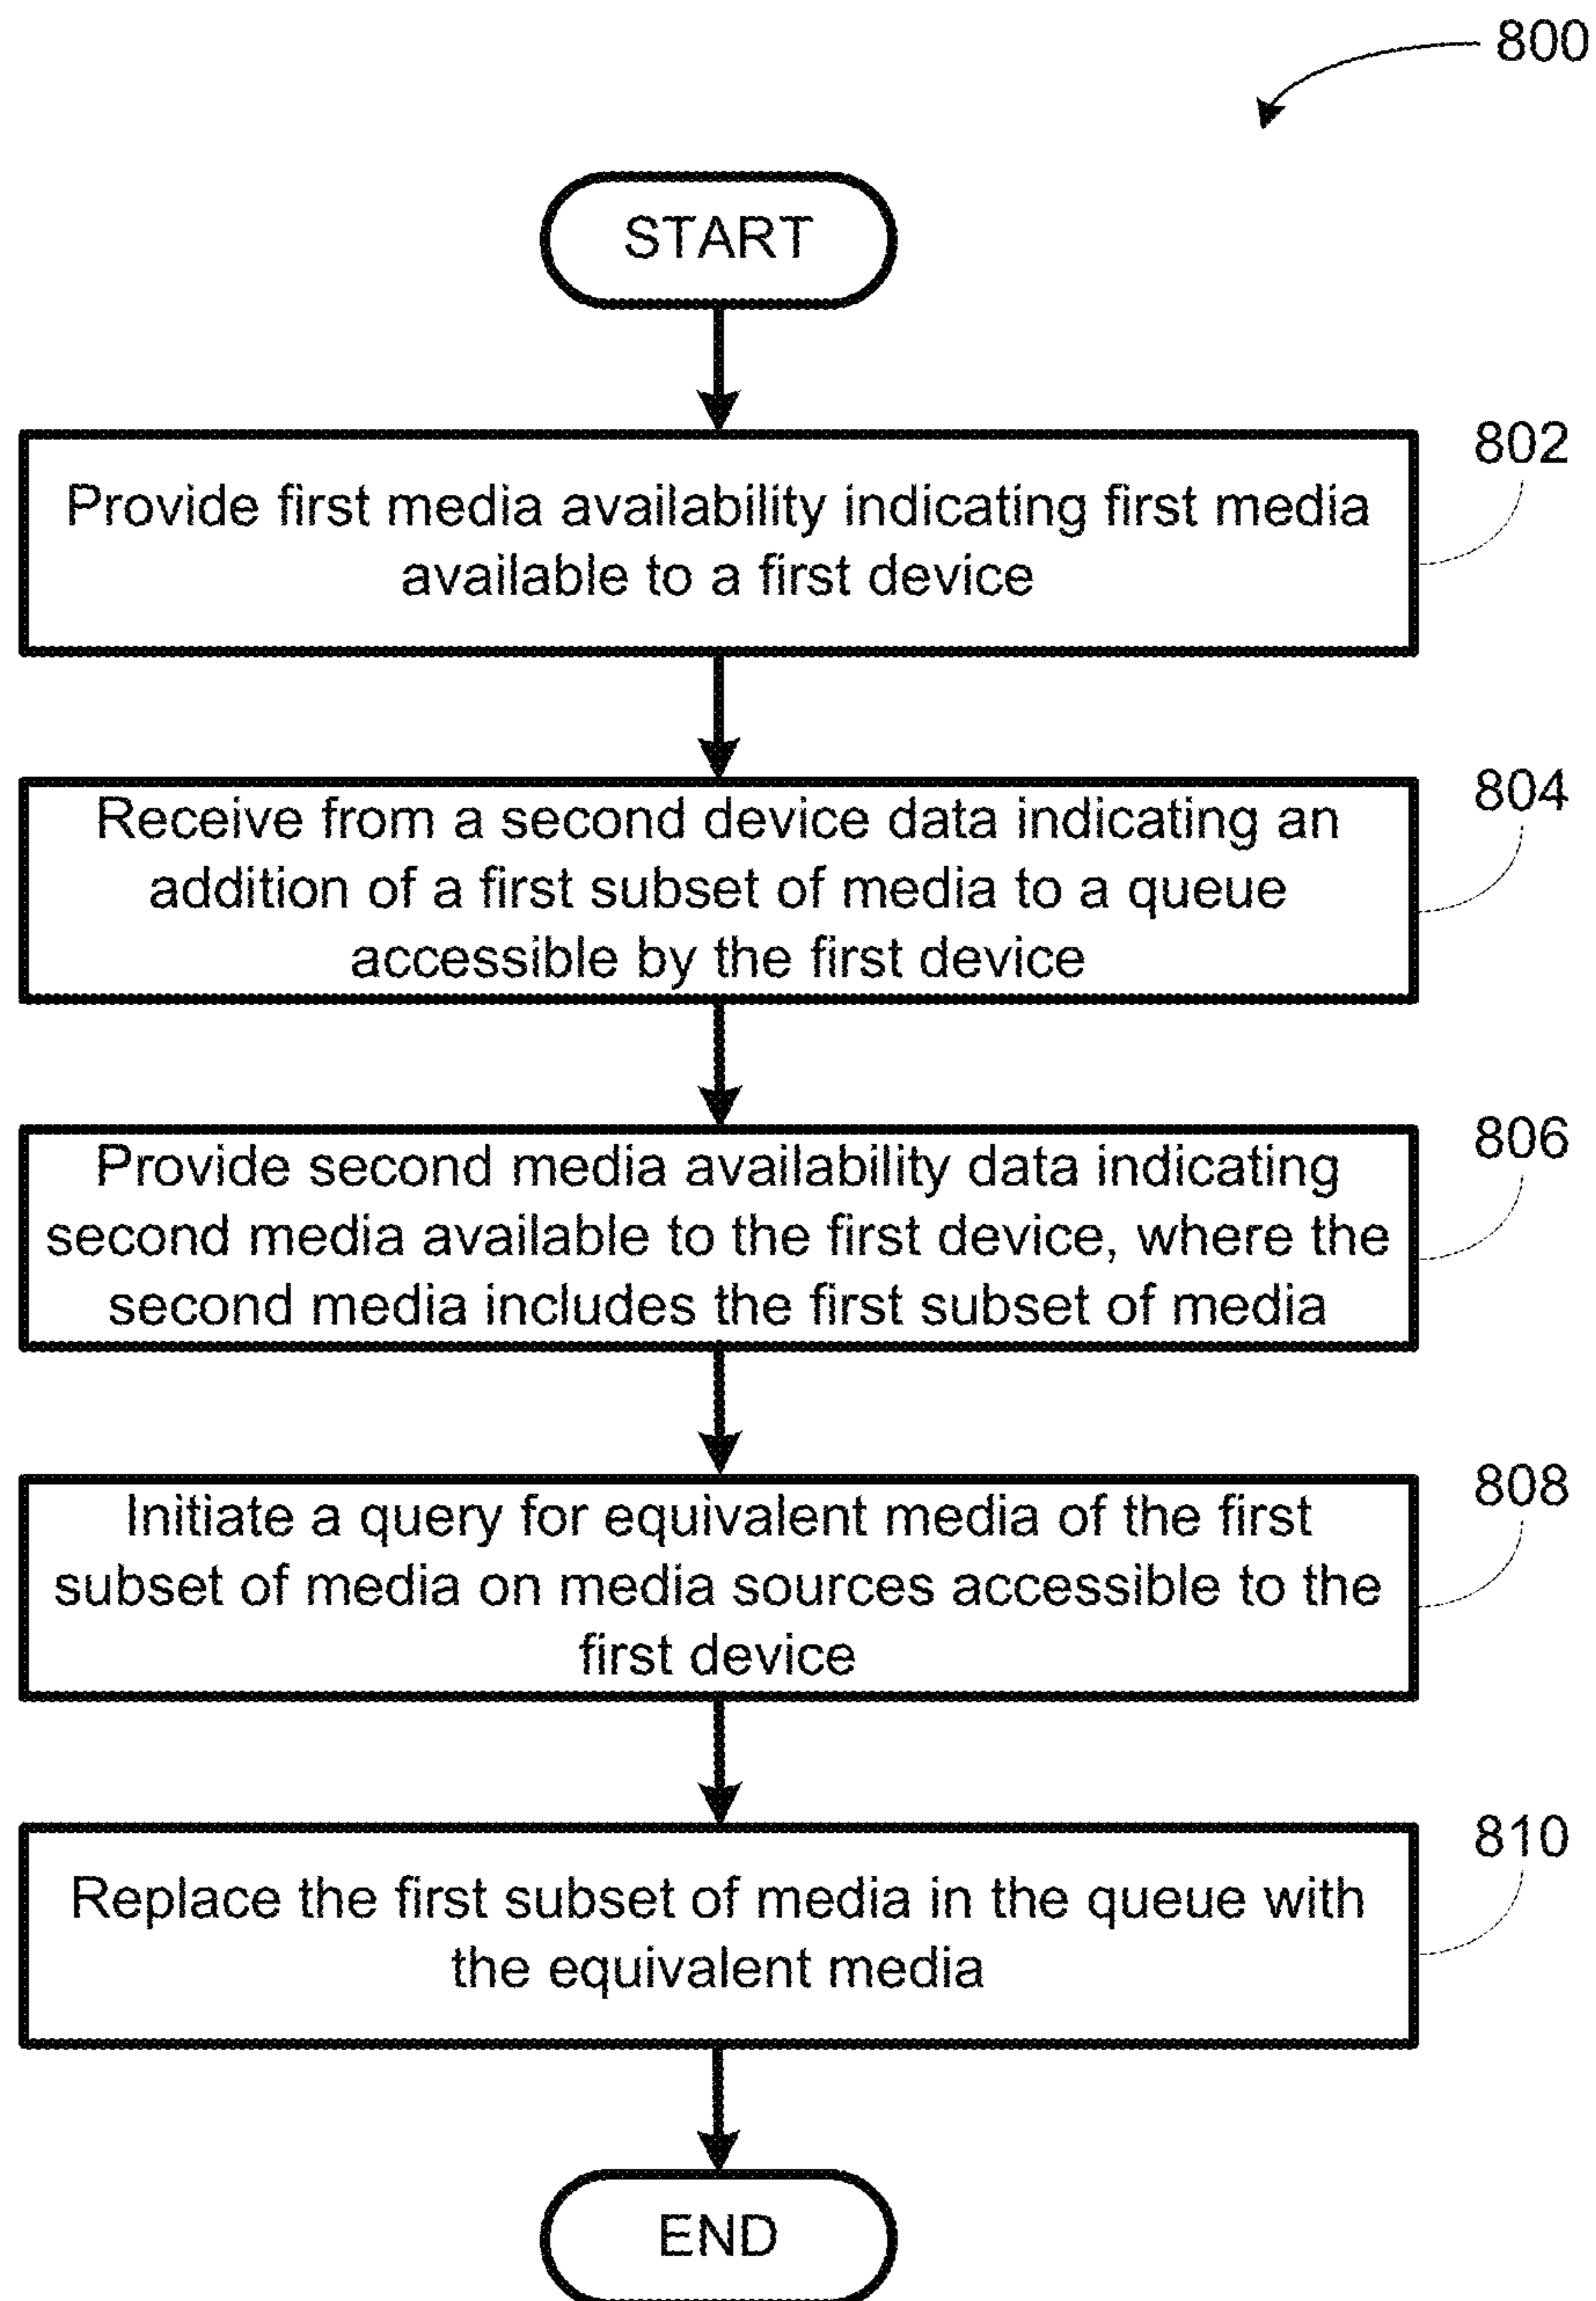 800
START
802
Provide first media availability indicating first media
available to a first device
804
Receive from a second device data indicating an
addition of a first subset of media to a queue
accessible by the first device
806
Provide second media availability data indicating
second media available to the first device, where the
second media includes the first subset of media
808
Initiate a query for equivalent media of the first
subset of media on media sources accessible to the
first device
810
Replace the first subset of media in the queue with
the equivalent media
END